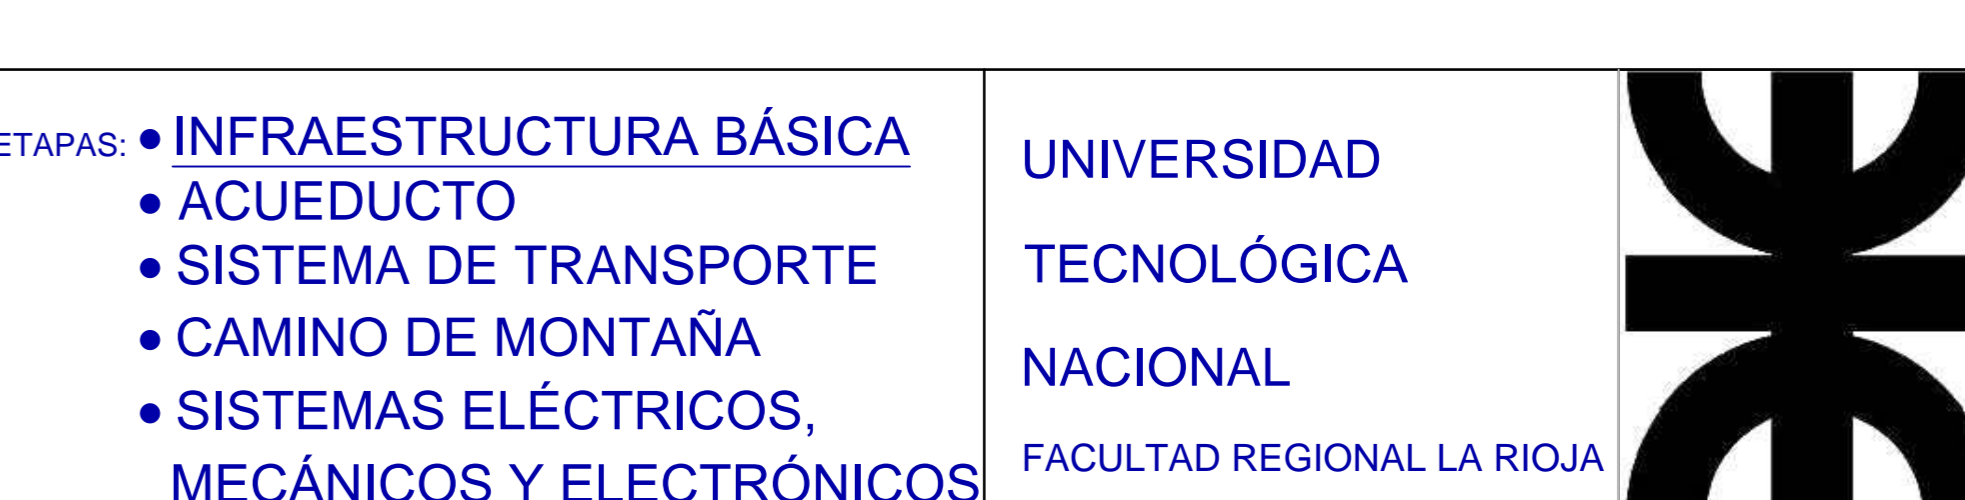 ETAPAS: • INFRAESTRUCTURA BÁSICA
• ACUEDUCTO
• SISTEMA DE TRANSPORTE
• CAMINO DE MONTAÑA
• SISTEMAS ELÉCTRICOS,
MECÁNICOS Y ELECTRÓNICOS
UNIVERSIDAD
TECNOLÓGICA
NACIONAL
FACULTAD REGIONAL LA RIOJA